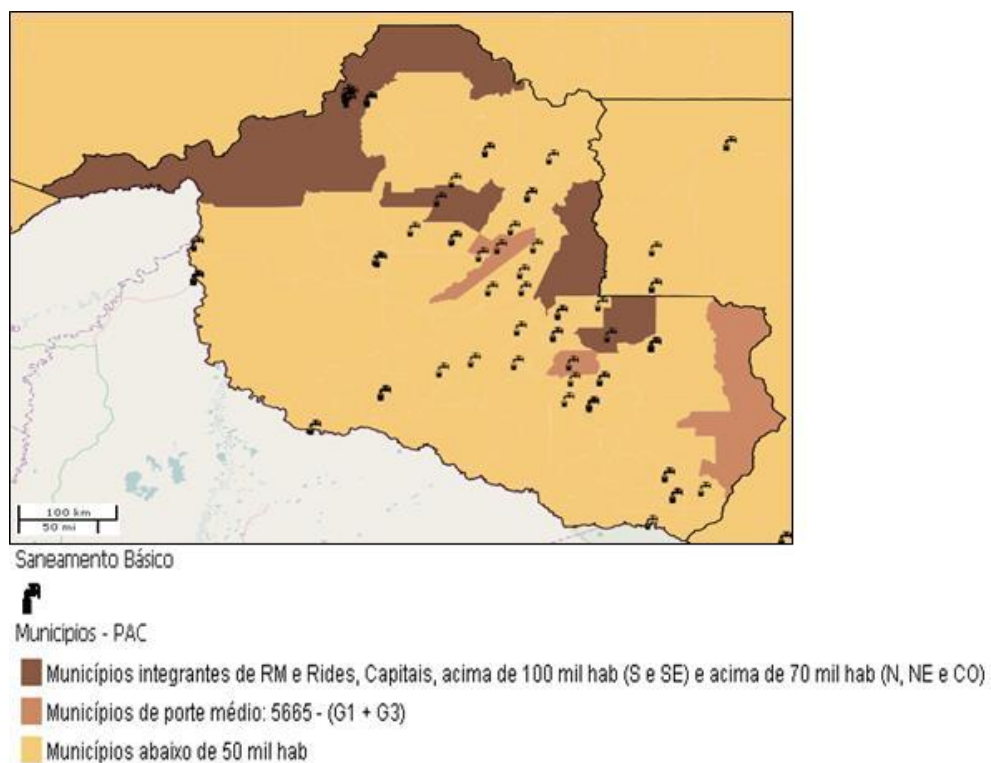 100 km
50 mi
Saneamento Básico
Municipios - PAC
Municípios integrantes de RM e Rides, Capitais, acima de 100 mil hab (S e SE) e acima de 70 mil hab (N, NE e CO)
Municípios de porte médio: 5665 - (G1 + G3)
Municípios abaixo de 50 mil hab